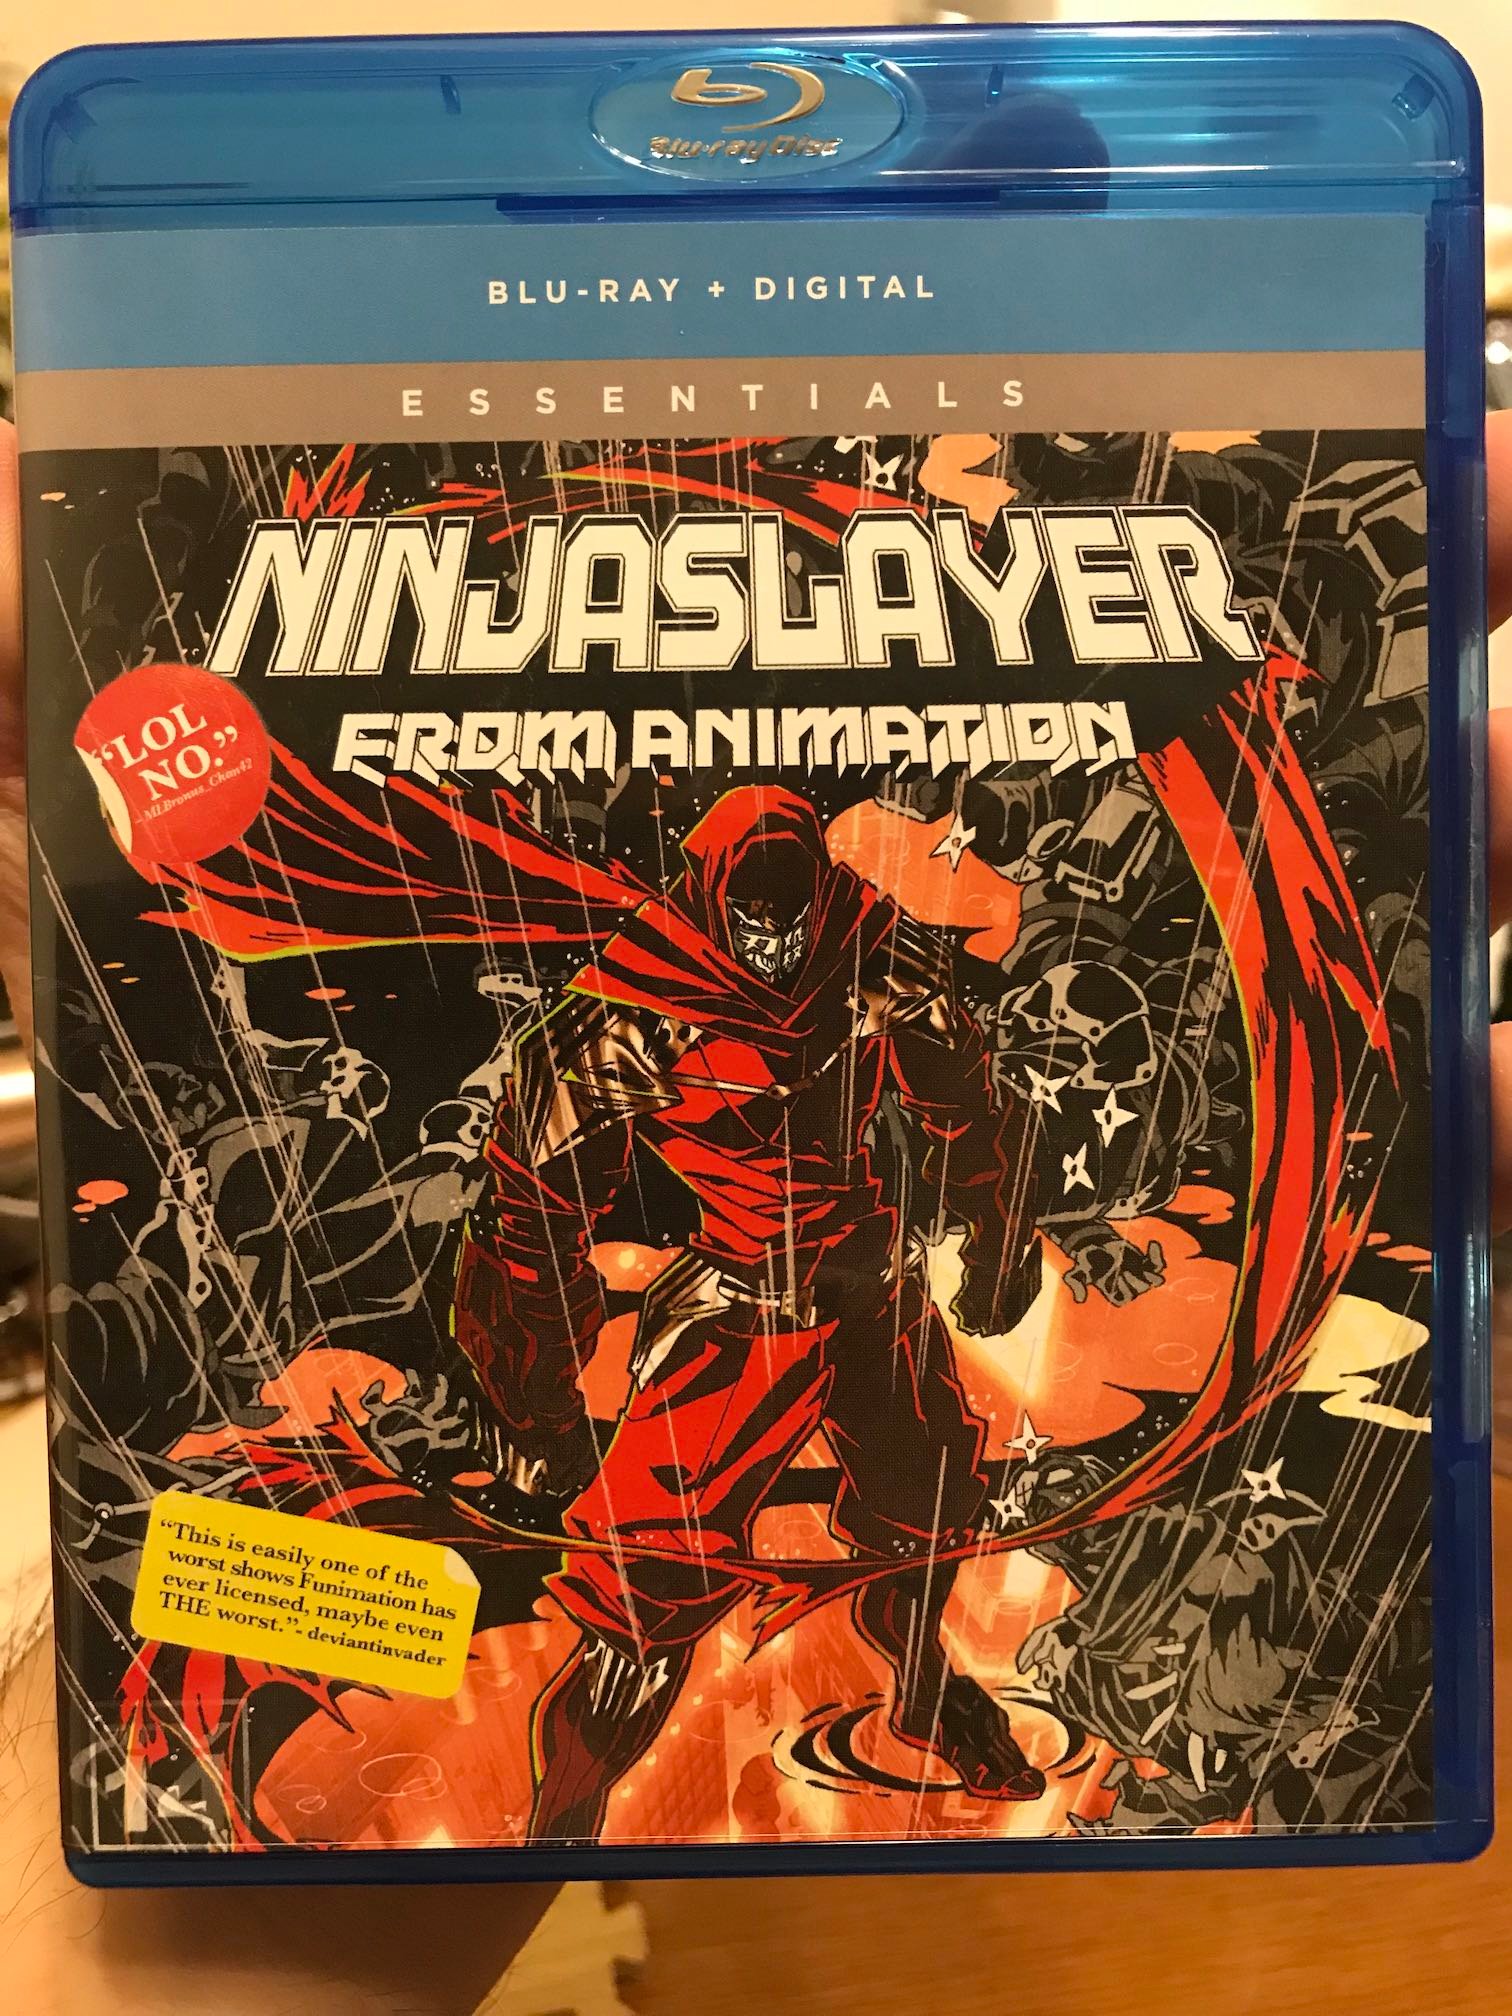 Blu-ray Disc
BLU-RAY + DIGITAL
ESSENTIALS
NINJASLAYER
FROM ANIMATION
“LOL
NO.”
–MLBronus_Chan42
“This is easily one of the
worst shows Funimation has
ever licensed, maybe even
THE worst.”- deviantinvader